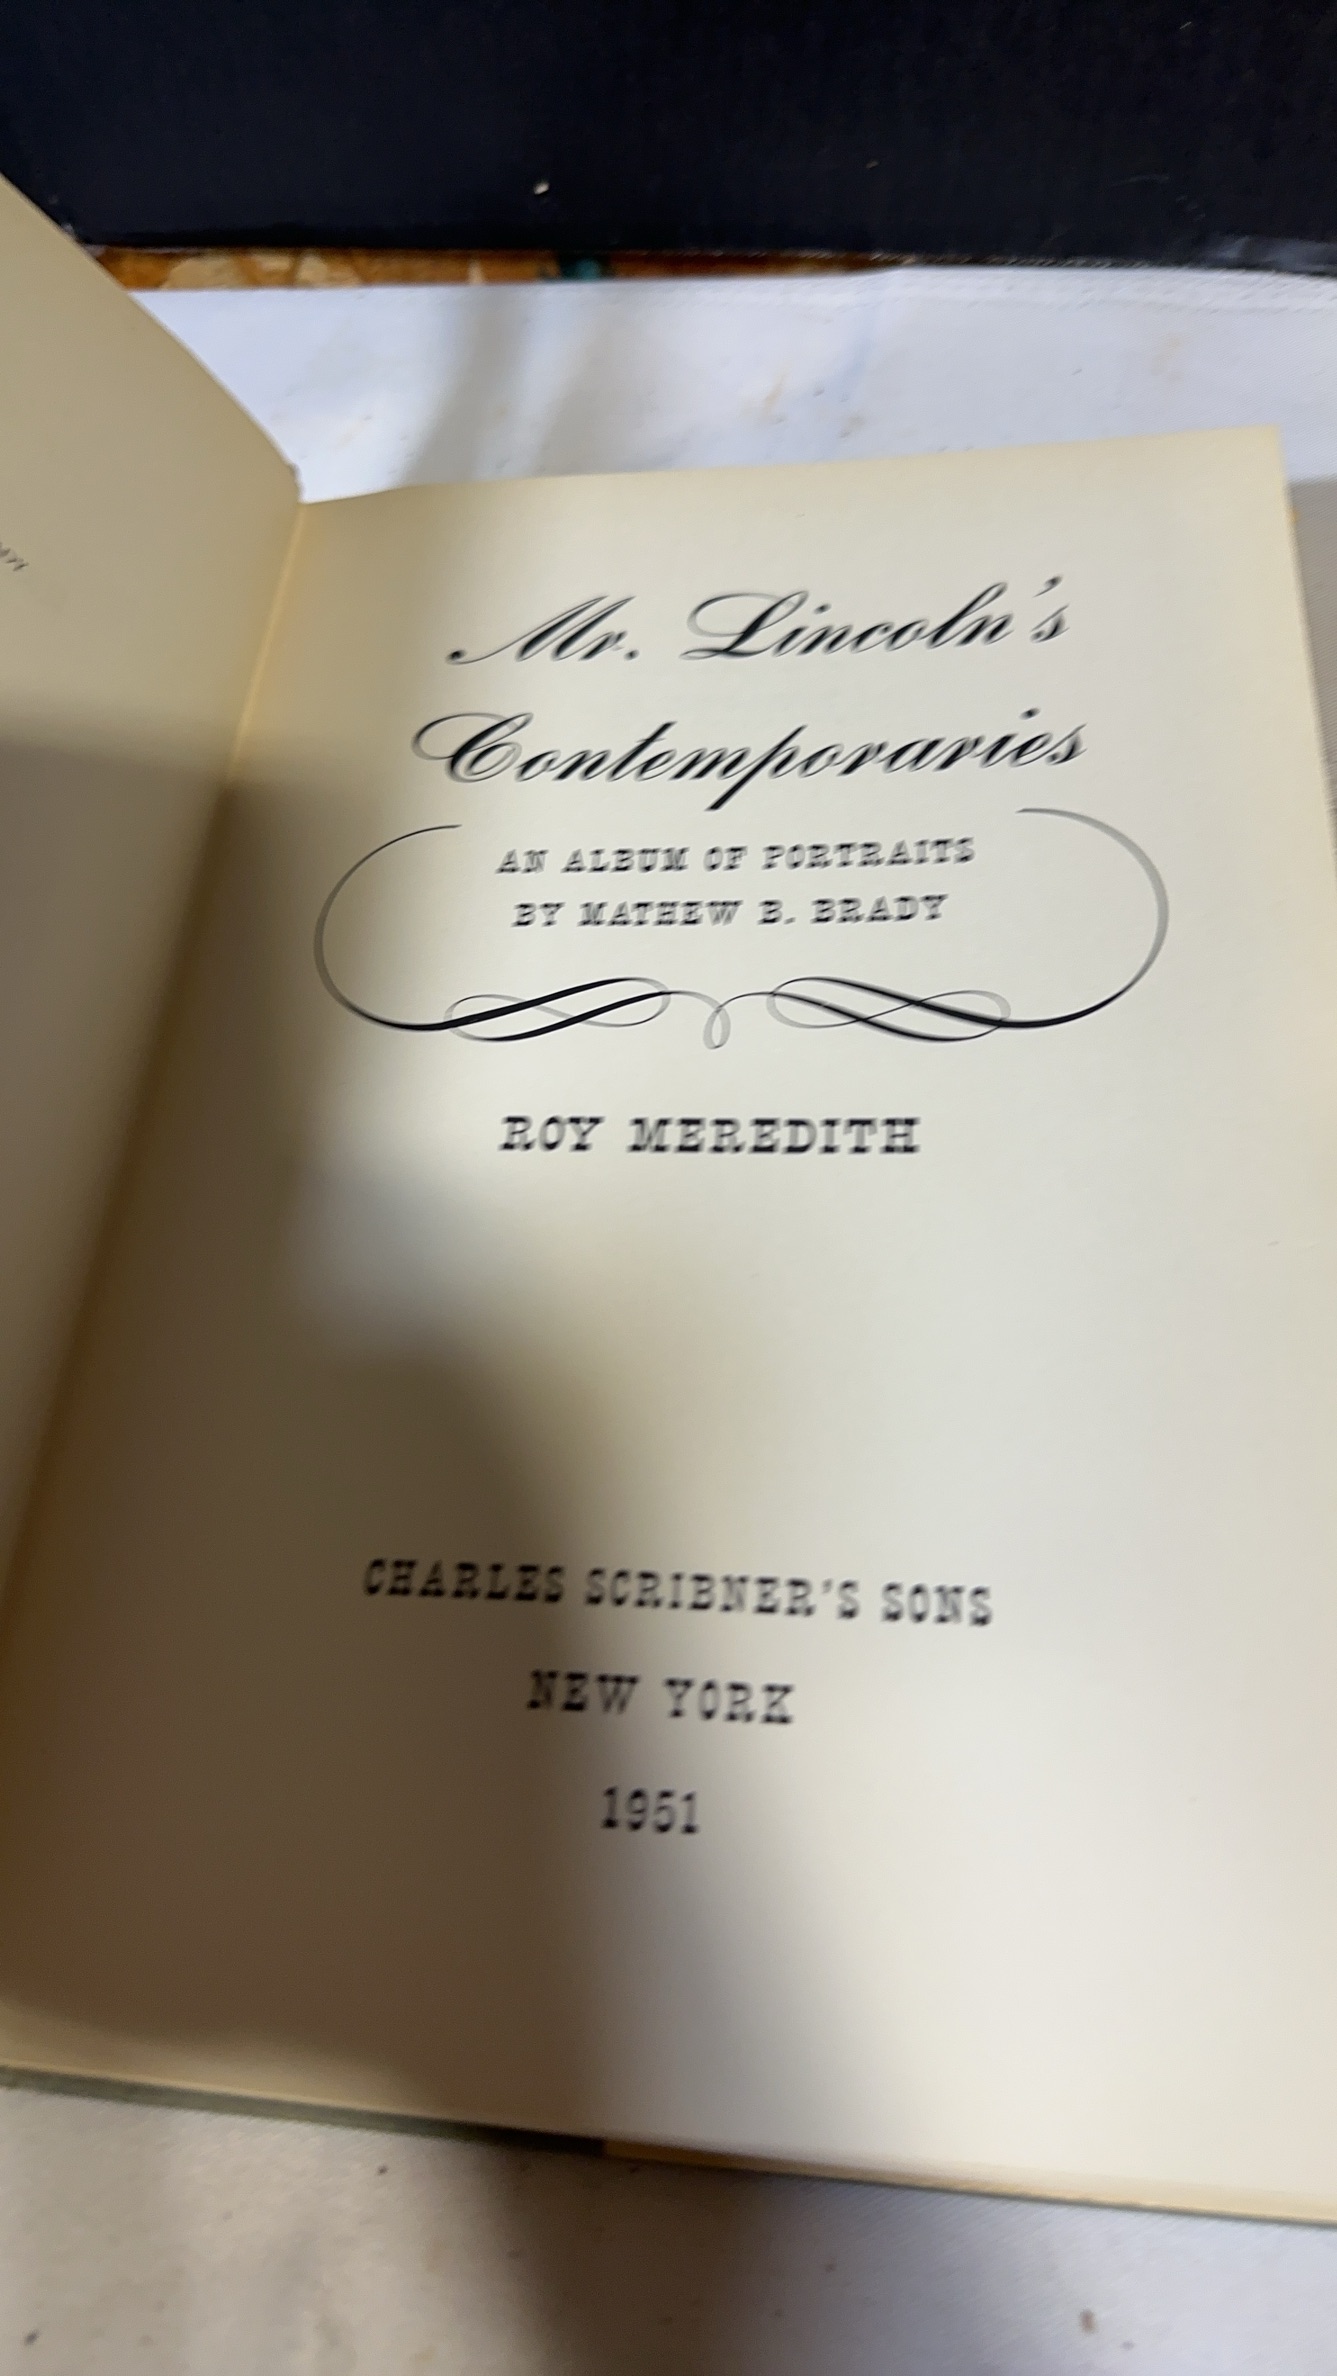 Mr. Lincoln's
Contemporaries
AN ALBUM OF PORTRAITS
BY MATHEW B. BRADY
ROY MEREDITH
CHARLES SCRIBNER'S SONS
NEW YORK
1951